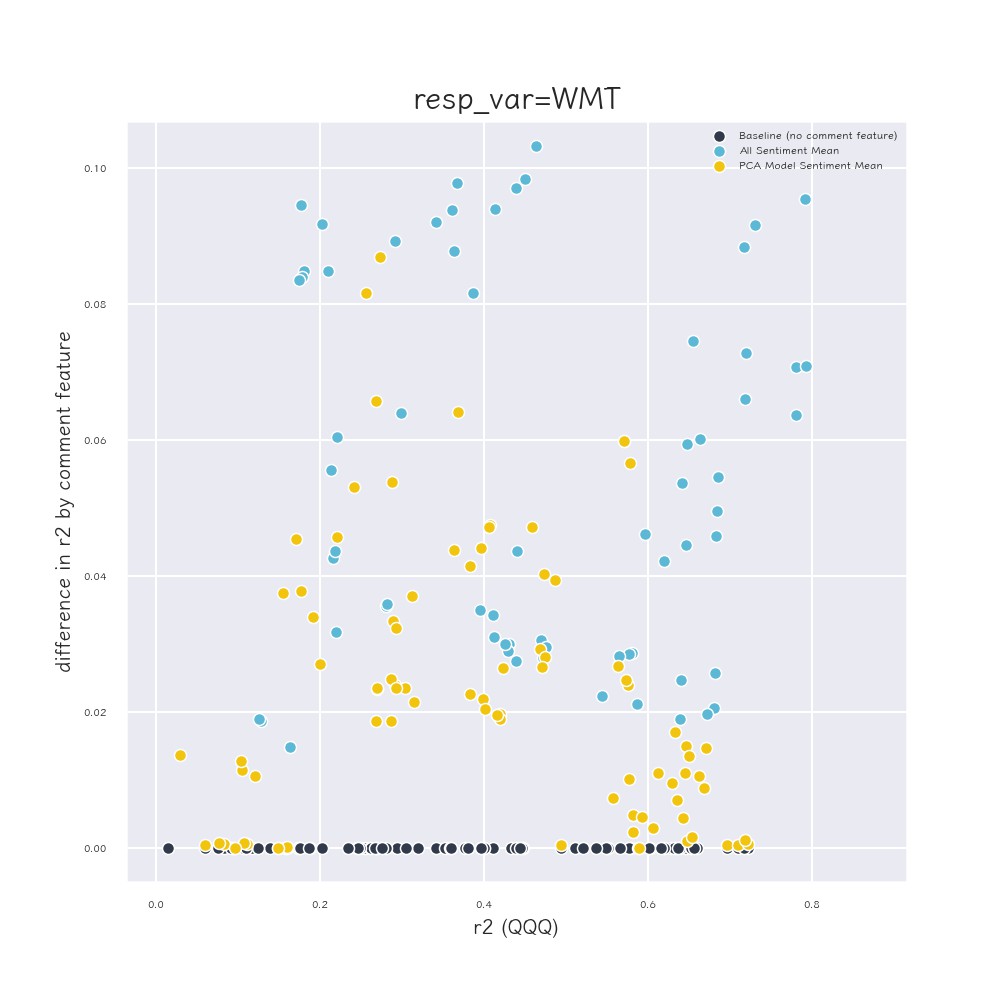 resp_var=WMT
Baseline (no comment feature)
All Sentiment Mean
PCA Model Sentiment Mean
difference in r2 by comment feature
0.10
0.08
0.06
0.04
0.02
0.00
0.0 0.2 0.4 0.6 0.8
r2 (QQQ)